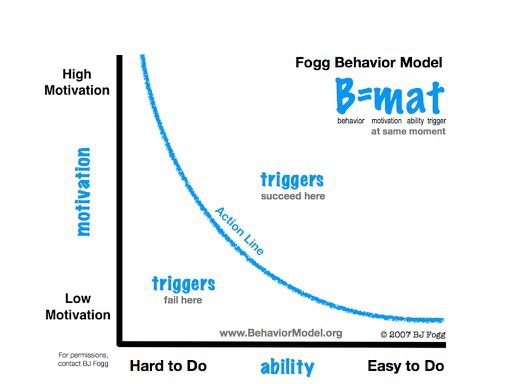 Fogg Behavior Model
B=mat
behavior motivation ability trigger
at same moment
High
Motivation
motivation
Low
Motivation
triggers
succeed here
Action Line
triggers
fail here
www.BehaviorModel.org
© 2007 BJ Fogg
For permissions,
contact BJ Fogg
Hard to Do
ability
Easy to Do